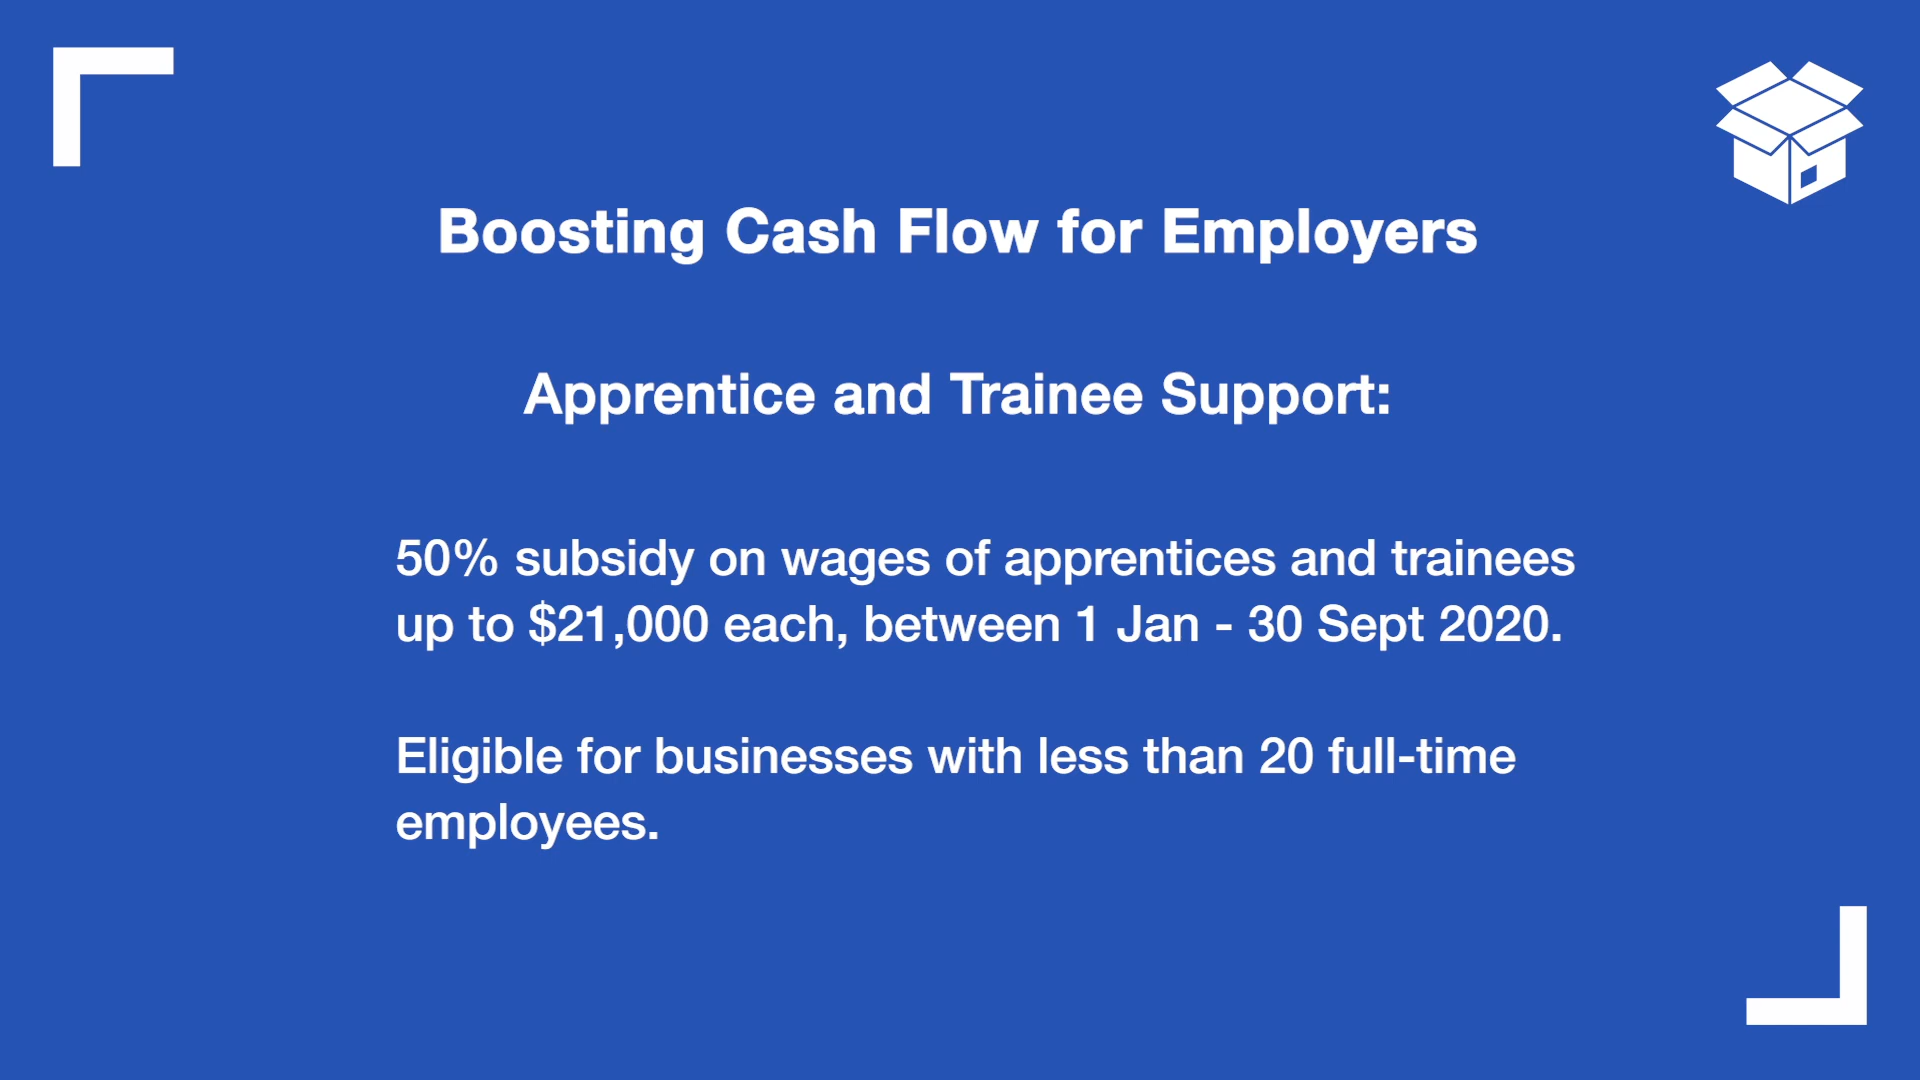 Boosting Cash Flow for Employers
Apprentice and Trainee Support:
50% subsidy on wages of apprentices and trainees
up to $21,000 each, between 1 Jan - 30 Sept 2020.
Eligible for businesses with less than 20 full-time
employees.